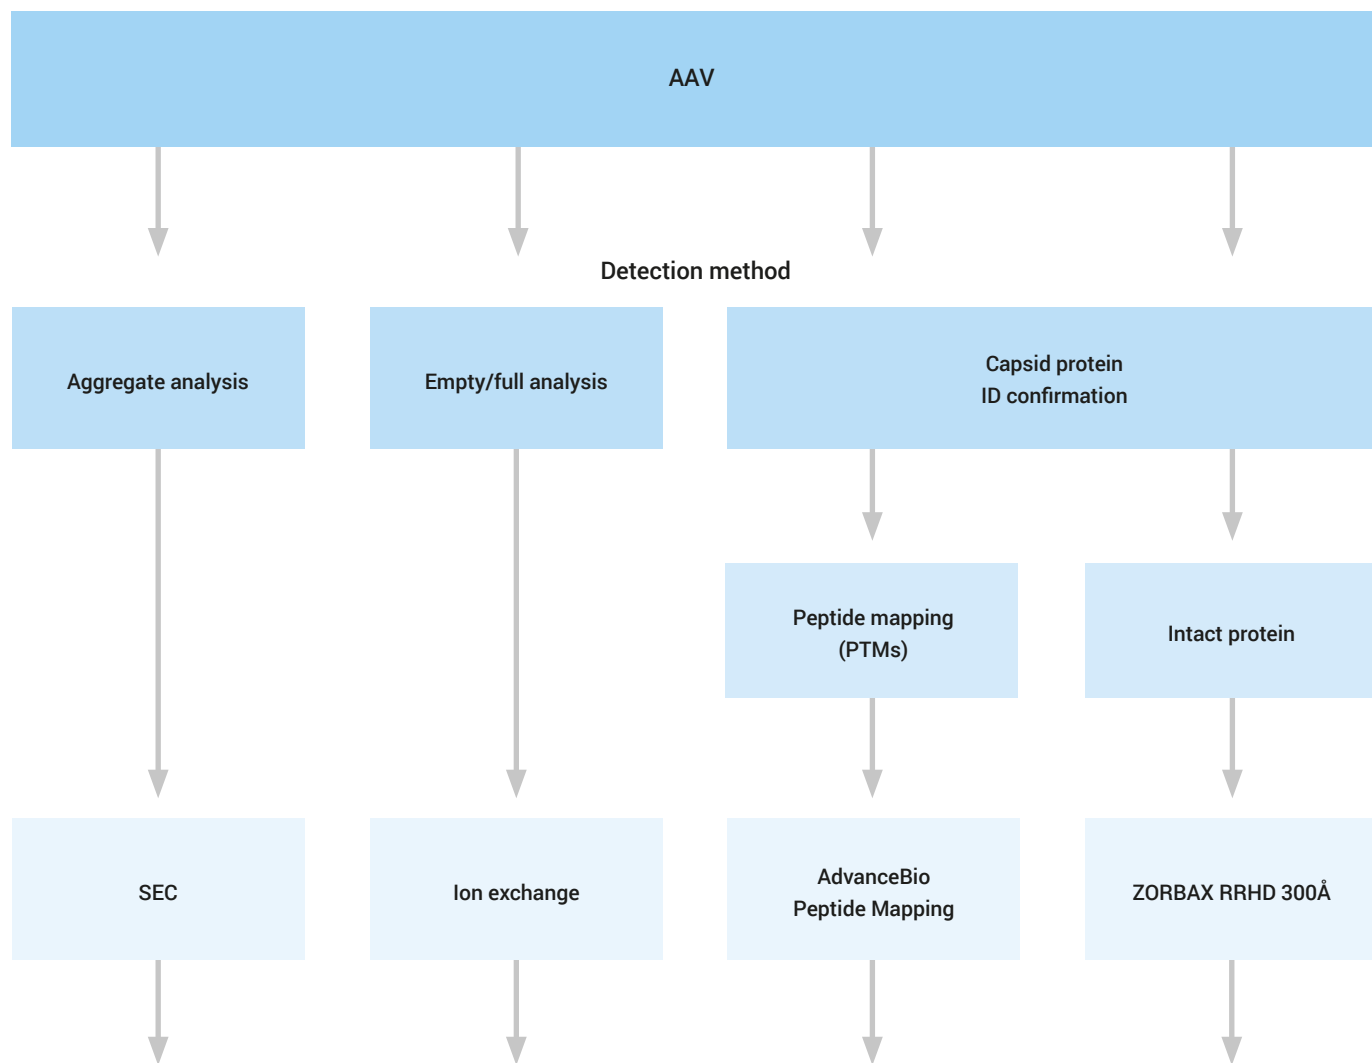 AAV
Detection method
Aggregate analysis
Empty/full analysis
Capsid protein
ID confirmation
Peptide mapping
(PTMs)
Intact protein
SEC
Ion exchange
AdvanceBio
Peptide Mapping
ZORBAX RRHD 300Å